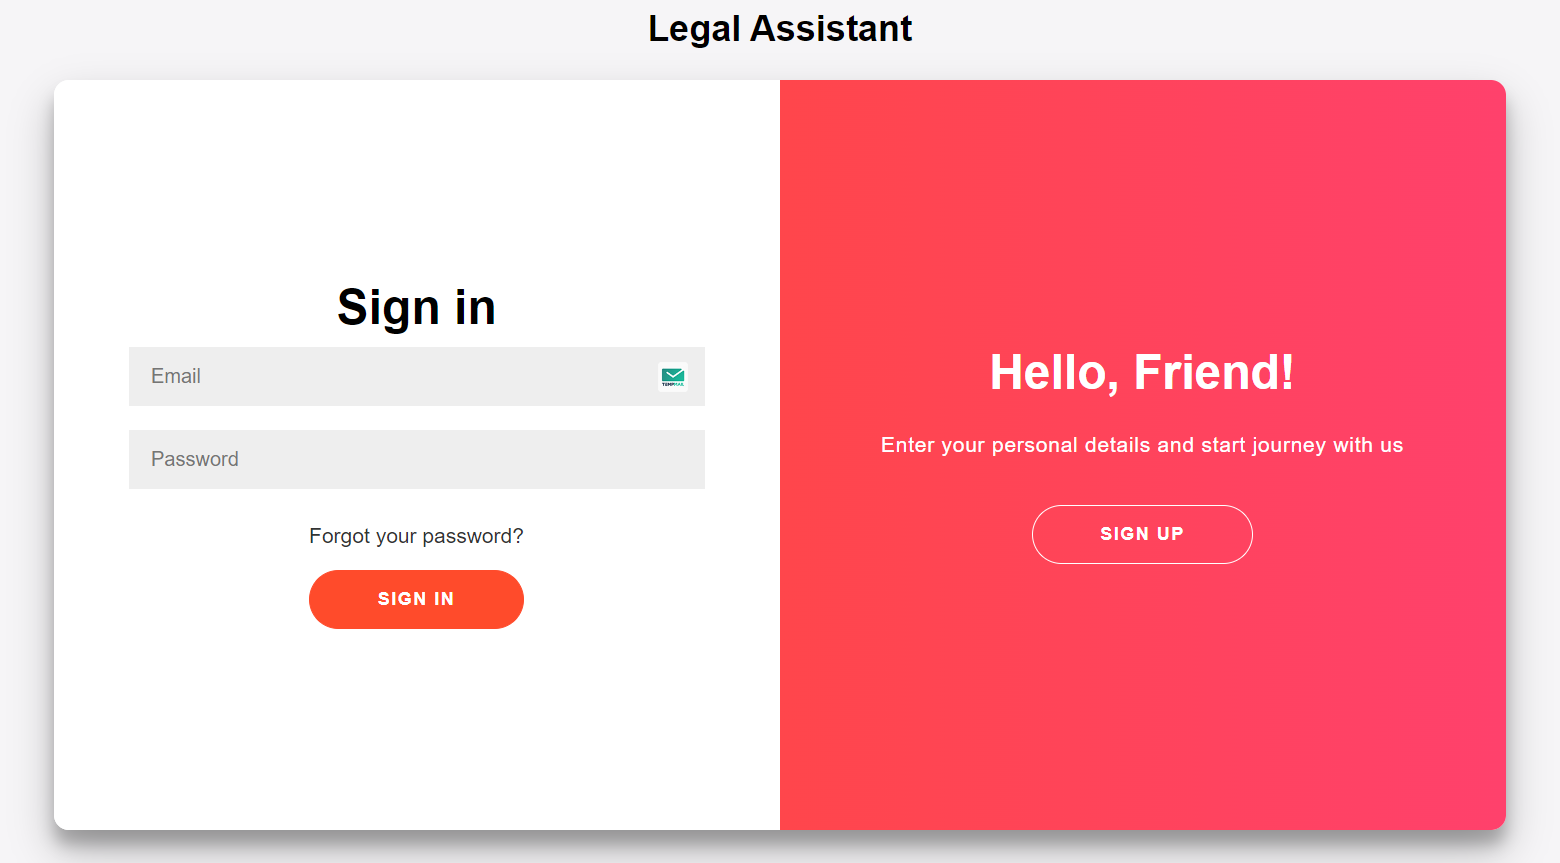 Legal Assistant
Sign in
Email
Password
Forgot your password?
SIGN IN
Hello, Friend!
Enter your personal details and start journey with us
SIGN UP